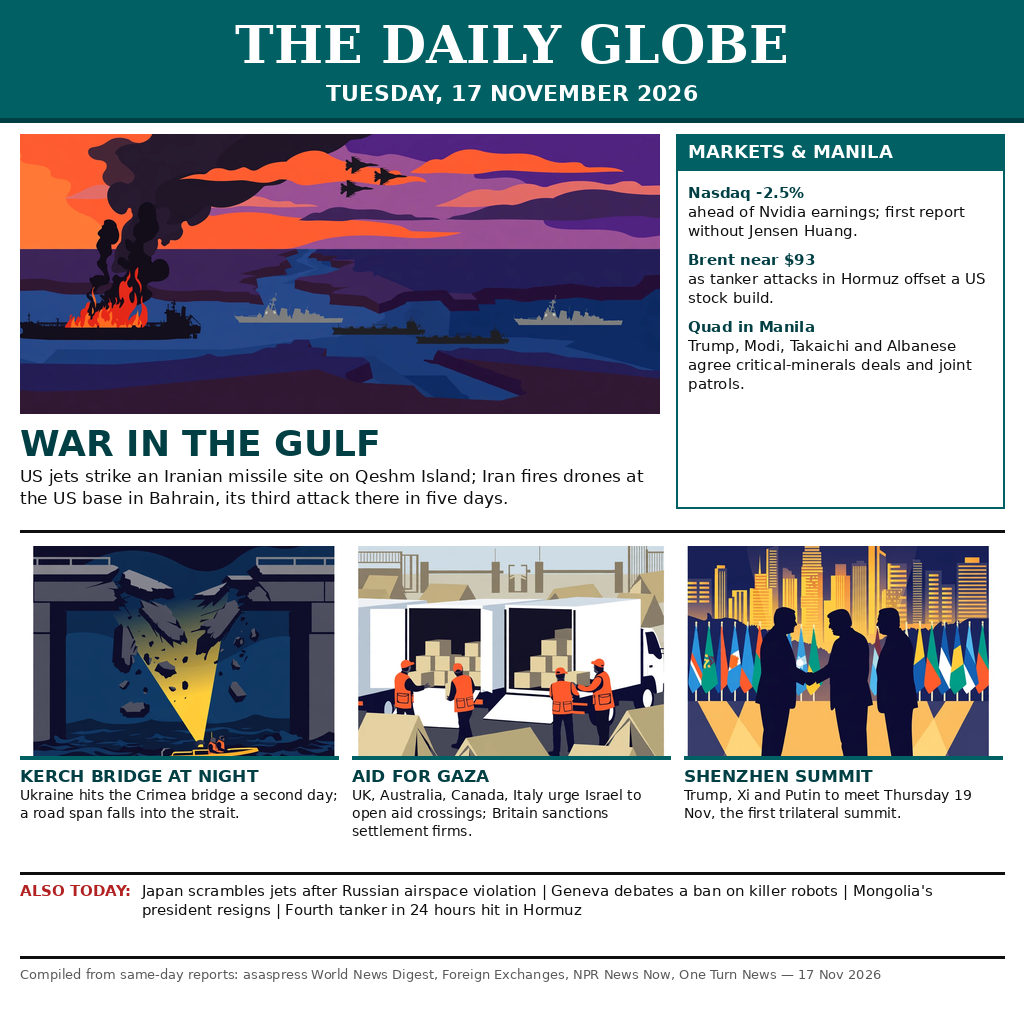 THE DAILY GLOBE
TUESDAY, 17 NOVEMBER 2026
MARKETS & MANILA
Nasdaq -2.5%
ahead of Nvidia earnings; first report
without Jensen Huang.
Brent near $93
as tanker attacks in Hormuz offset a US
stock build.
Quad in Manila
Trump, Modi, Takaichi and Albanese
agree critical-minerals deals and joint
patrols.
WAR IN THE GULF
US jets strike an Iranian missile site on Qeshm Island; Iran fires drones at
the US base in Bahrain, its third attack there in five days.
KERCH BRIDGE AT NIGHT
Ukraine hits the Crimea bridge a second day;
a road span falls into the strait.
AID FOR GAZA
UK, Australia, Canada, Italy urge Israel to
open aid crossings; Britain sanctions
settlement firms.
SHENZHEN SUMMIT
Trump, Xi and Putin to meet Thursday 19
Nov, the first trilateral summit.
ALSO TODAY: Japan scrambles jets after Russian airspace violation | Geneva debates a ban on killer robots | Mongolia's
president resigns | Fourth tanker in 24 hours hit in Hormuz
Compiled from same-day reports: asaspress World News Digest, Foreign Exchanges, NPR News Now, One Turn News — 17 Nov 2026